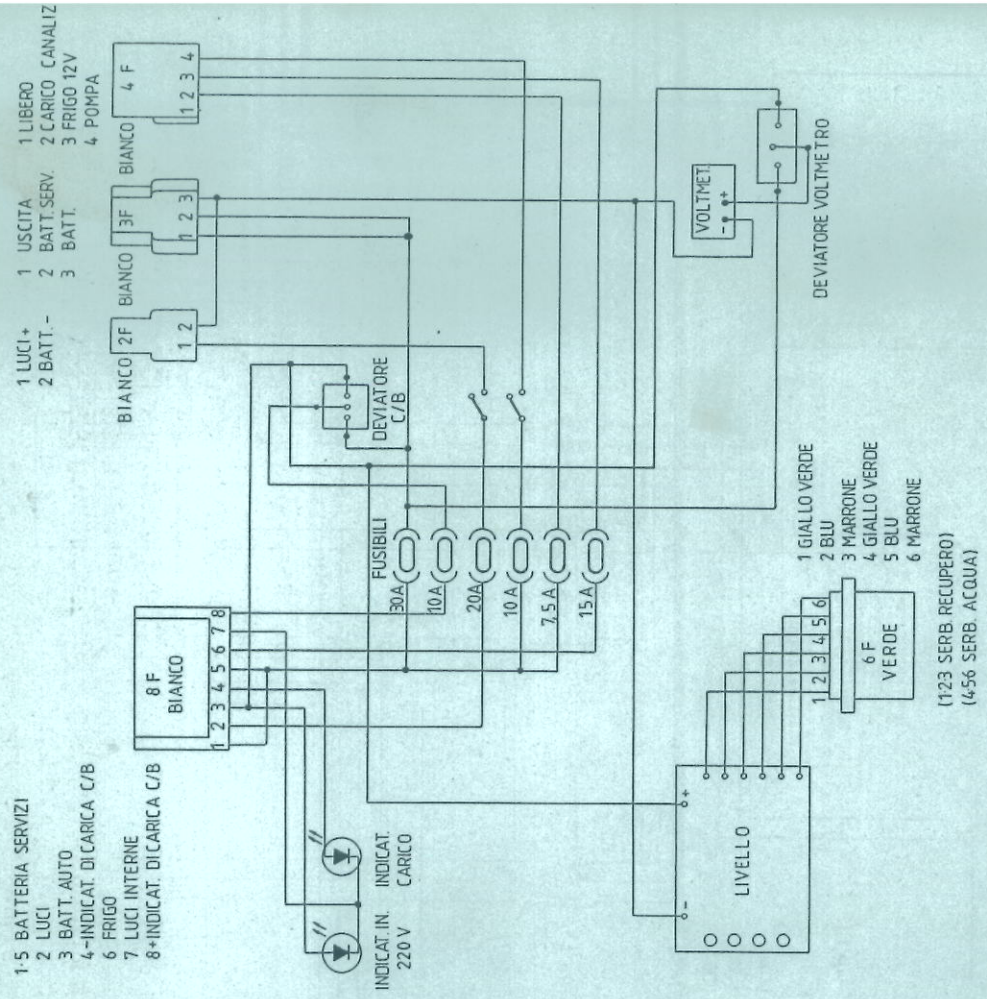 1 LIBERO
2 CARICO CANALIZ
3 FRIGO 12V
4 POMPA
1 USCITA
2 BATT.SERV.
3 BATT.
1 LUCI+
2 BATT.-
4 F
1 2 3 4
BIANCO
3F
1 2 3
BIANCO
2F
1 2
BIANCO
DEVIATORE
C/B
VOLTMET.
- +
DEVIATORE VOLTMETRO
FUSIBILI
30A
10A
20A
10 A
7,5 A
15A
8 F
BIANCO
1 2 3 4 5 6 7 8
1·5 BATTERIA SERVIZI
2 LUCI
3 BATT. AUTO
4-INDICAT. DI CARICA C/B
6 FRIGO
7 LUCI INTERNE
8+INDICAT. DI CARICA C/B
INDICAT.
CARICO
INDICAT. IN.
220 V
LIVELLO
- +
6 F
VERDE
1 2 3 4 5 6
1 GIALLO VERDE
2 BLU
3 MARRONE
4 GIALLO VERDE
5 BLU
6 MARRONE
(1·2·3 SERB. RECUPERO)
(4·5·6 SERB. ACQUA)